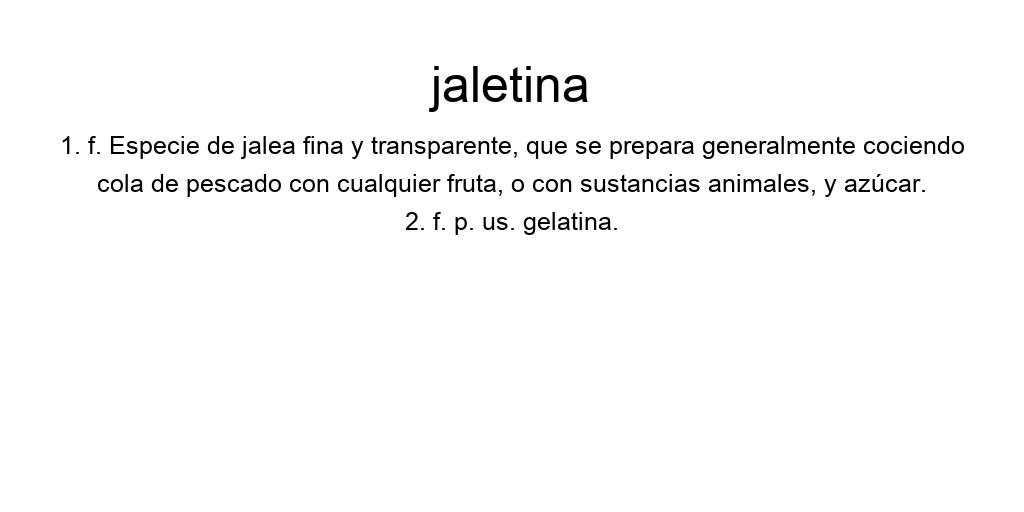 jaletina
1. f. Especie de jalea fina y transparente, que se prepara generalmente cociendo
cola de pescado con cualquier fruta, o con sustancias animales, y azúcar.
2. f. p. us. gelatina.